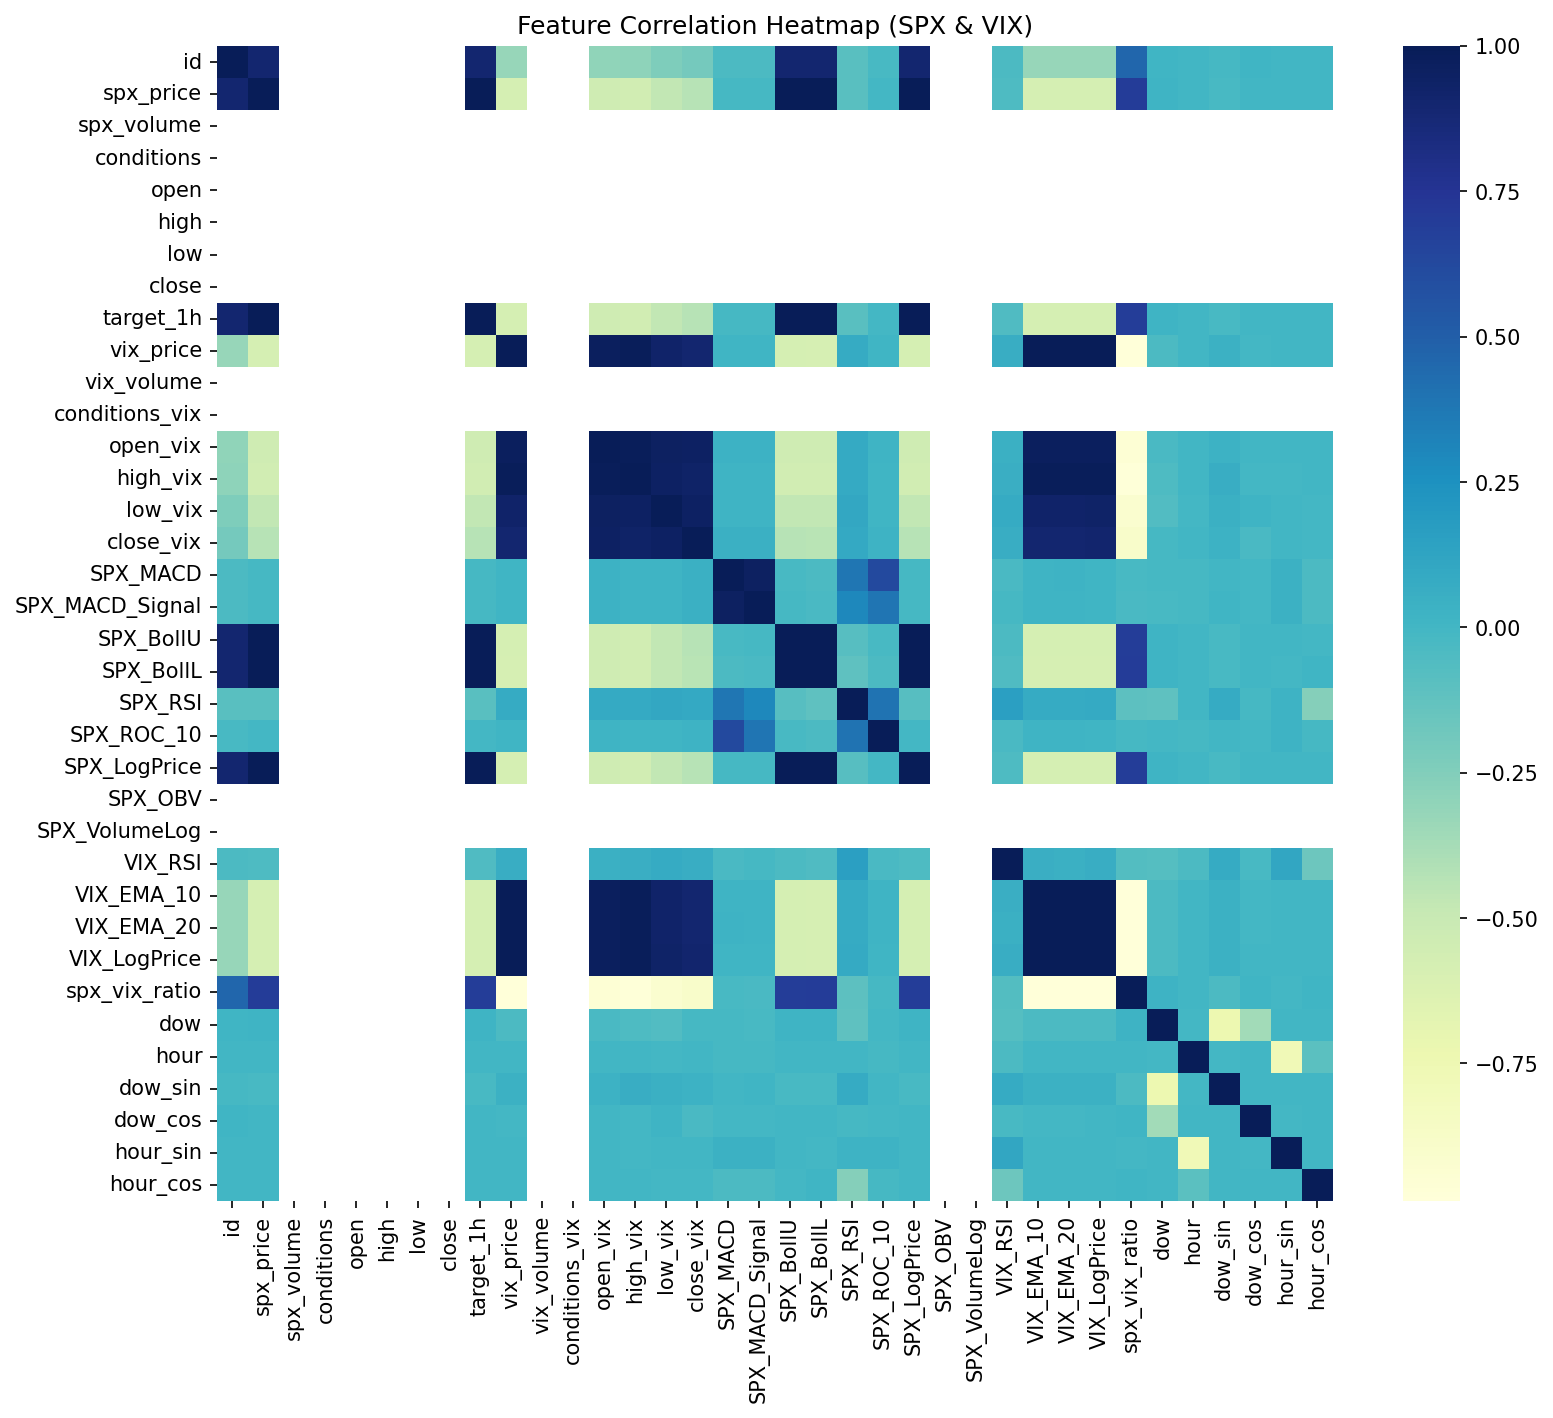 Feature Correlation Heatmap (SPX & VIX)
id
spx_price
spx_volume
conditions
open
high
low
close
target_1h
vix_price
vix_volume
conditions_vix
open_vix
high_vix
low_vix
close_vix
SPX_MACD
SPX_MACD_Signal
SPX_BollU
SPX_BollL
SPX_RSI
SPX_ROC_10
SPX_LogPrice
SPX_OBV
SPX_VolumeLog
VIX_RSI
VIX_EMA_10
VIX_EMA_20
VIX_LogPrice
spx_vix_ratio
dow
hour
dow_sin
dow_cos
hour_sin
hour_cos
id
spx_price
spx_volume
conditions
open
high
low
close
target_1h
vix_price
vix_volume
conditions_vix
open_vix
high_vix
low_vix
close_vix
SPX_MACD
SPX_MACD_Signal
SPX_BollU
SPX_BollL
SPX_RSI
SPX_ROC_10
SPX_LogPrice
SPX_OBV
SPX_VolumeLog
VIX_RSI
VIX_EMA_10
VIX_EMA_20
VIX_LogPrice
spx_vix_ratio
dow
hour
dow_sin
dow_cos
hour_sin
hour_cos
1.00
0.75
0.50
0.25
0.00
−0.25
−0.50
−0.75